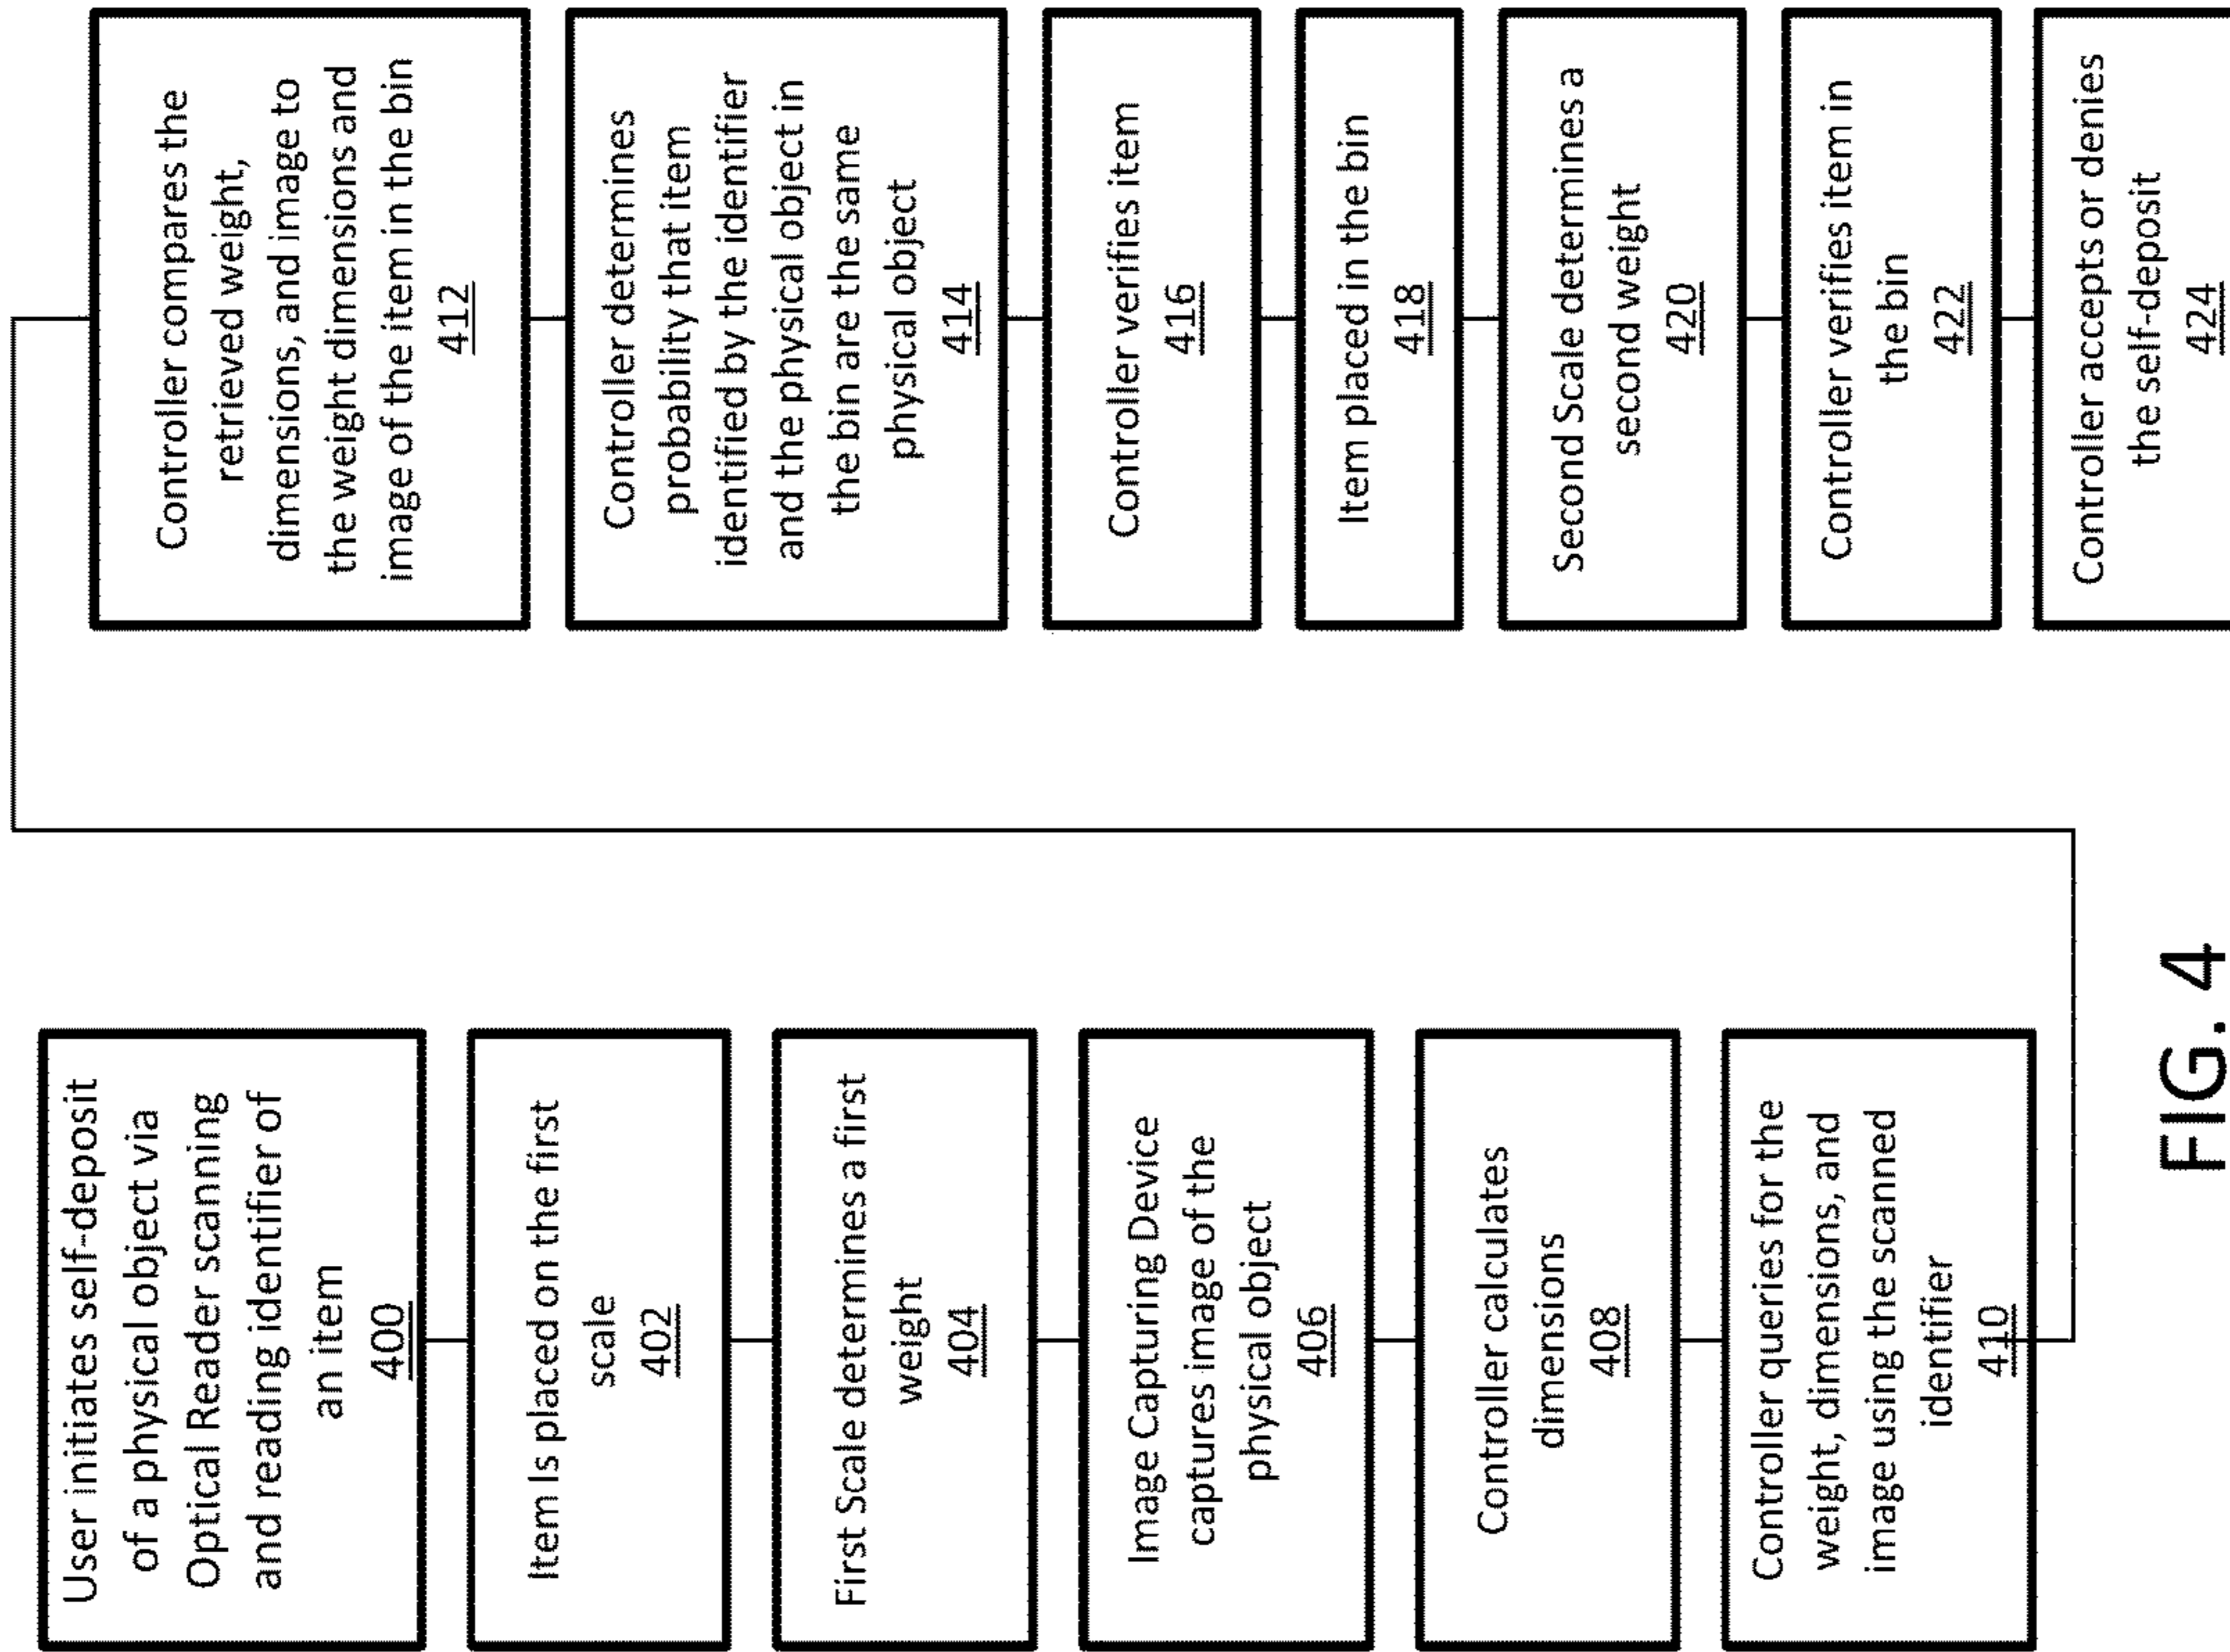 User initiates self-deposit
of a physical object via
Optical Reader scanning
and reading identifier of
an item
400
Item Is placed on the first
scale
402
First Scale determines a first
weight
404
Image Capturing Device
captures image of the
physical object
406
Controller calculates
dimensions
408
Controller queries for the
weight, dimensions, and
image using the scanned
identifier
410
Controller compares the
retrieved weight,
dimensions, and image to
the weight dimensions and
image of the item in the bin
412
Controller determines
probability that item
identified by the identifier
and the physical object in
the bin are the same
physical object
414
Controller verifies item
416
Item placed in the bin
418
Second Scale determines a
second weight
420
Controller verifies item in
the bin
422
Controller accepts or denies
the self-deposit
424
FIG. 4